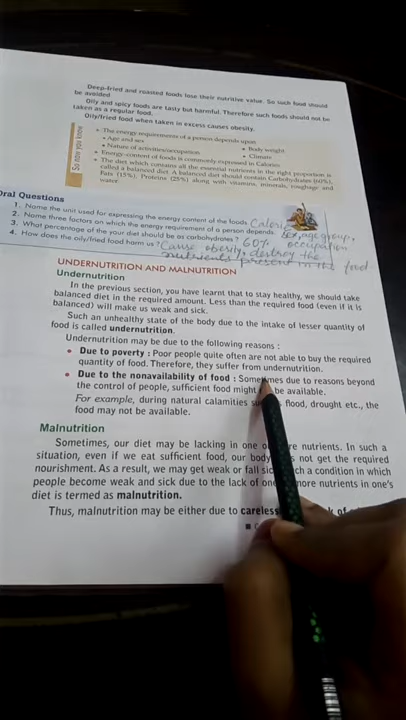 Deep-fried and roasted foods lose their nutritive value. So such food should
be avoided.
Oily and spicy foods are tasty but harmful. Therefore such foods should not be
taken as a regular food.
Oily/fried food when taken in excess causes obesity.
So now you know
• The energy requirements of a person depends upon
• Age and sex • Body weight
• Nature of activities/occupation • Climate
• Energy content of foods is commonly expressed in Calories
• The diet which contains all the essential nutrients in the right proportion is
called a balanced diet. A balanced diet should contain Carbohydrates (60%),
Fats (15%), Proteins (25%) along with vitamins, minerals, roughage and
water
Oral Questions
1. Name the unit used for expressing the energy content of the foods Calorie
2. Name three factors on which the energy requirement of a person depends Sex, age group,
3. What percentage of the your diet should be as carbohydrates? 60% occupation
4. How does the oily/fried food harm us? Cause obesity, destroy the
nutrients present in the food
UNDERNUTRITION AND MALNUTRITION
Undernutrition
In the previous section, you have learnt that to stay healthy, we should take
balanced diet in the required amount. Less than the required food (even if it is
balanced) will make us weak and sick.
Such an unhealthy state of the body due to the intake of lesser quantity of
food is called undernutrition.
Undernutrition may be due to the following reasons :
• Due to poverty : Poor people quite often are not able to buy the required
quantity of food. Therefore, they suffer from undernutrition.
• Due to the nonavailability of food : Sometimes due to reasons beyond
the control of people, sufficient food might be available.
For example, during natural calamities flood, drought etc., the
food may not be available.
Malnutrition
Sometimes, our diet may be lacking in one or more nutrients. In such a
situation, even if we eat sufficient food, our body not get the required
nourishment. As a result, we may get weak or fall sick. a condition in which
people become weak and sick due to the lack of one more nutrients in one's
diet is termed as malnutrition.
Thus, malnutrition may be either due to careless of